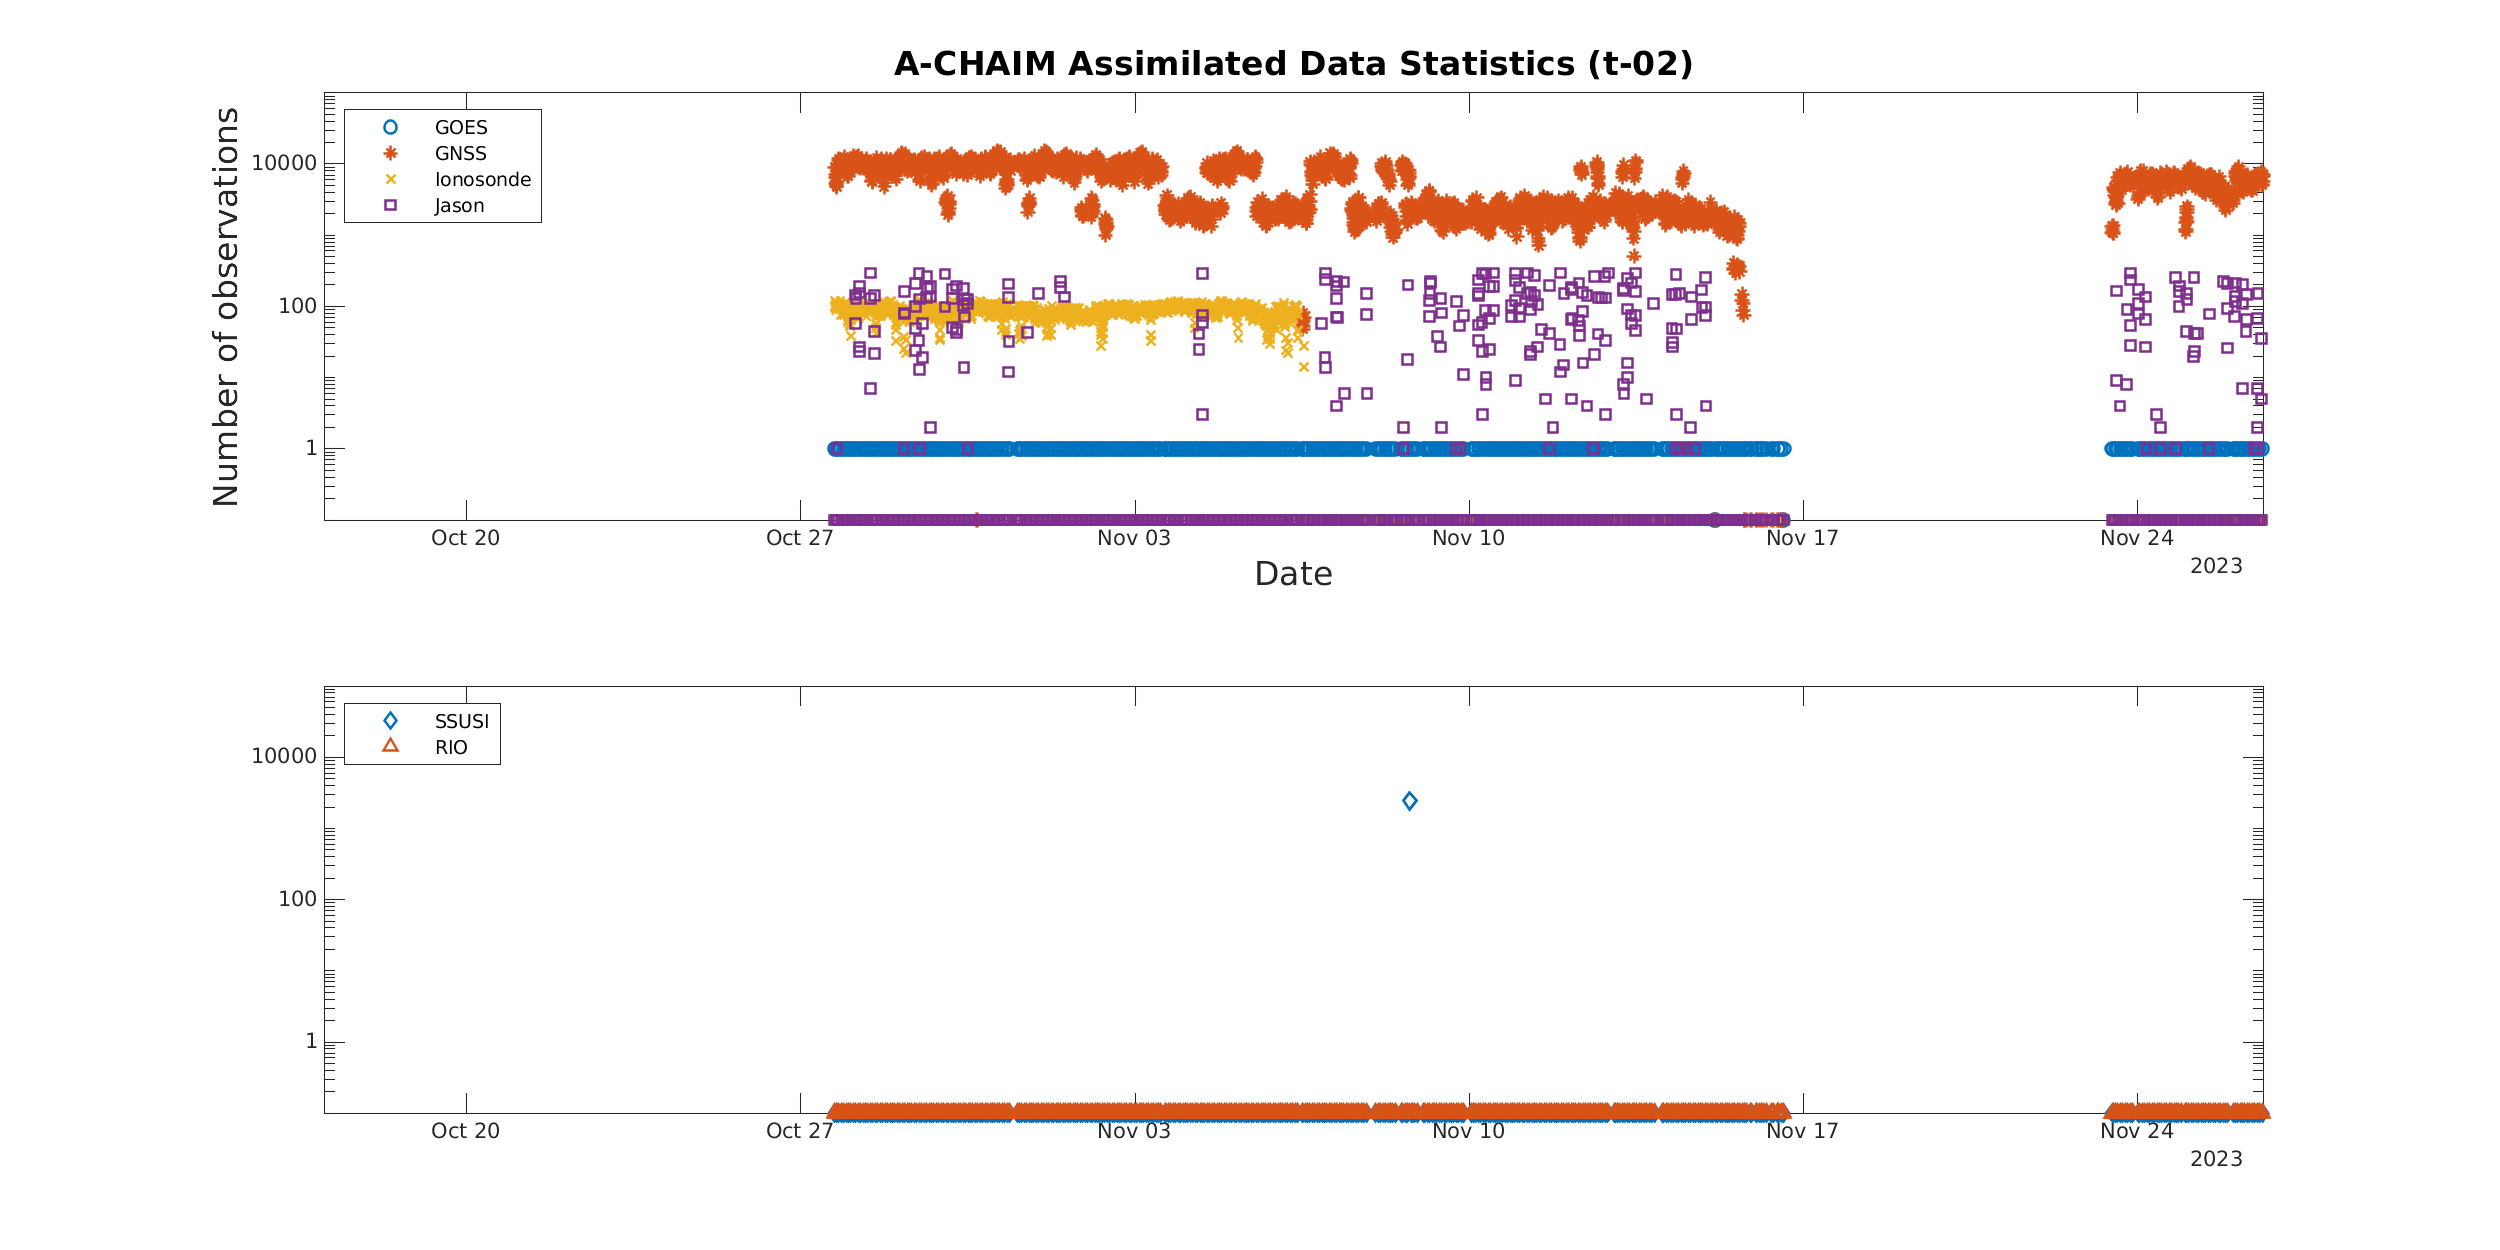 A-CHAIM Assimilated Data Statistics (t-02)
Number of observations
10000
100
1
GOES
GNSS
Ionosonde
Jason
Oct 20
Oct 27
Nov 03
Nov 10
Nov 17
Nov 24
2023
Date
10000
100
1
SSUSI
RIO
Oct 20
Oct 27
Nov 03
Nov 10
Nov 17
Nov 24
2023